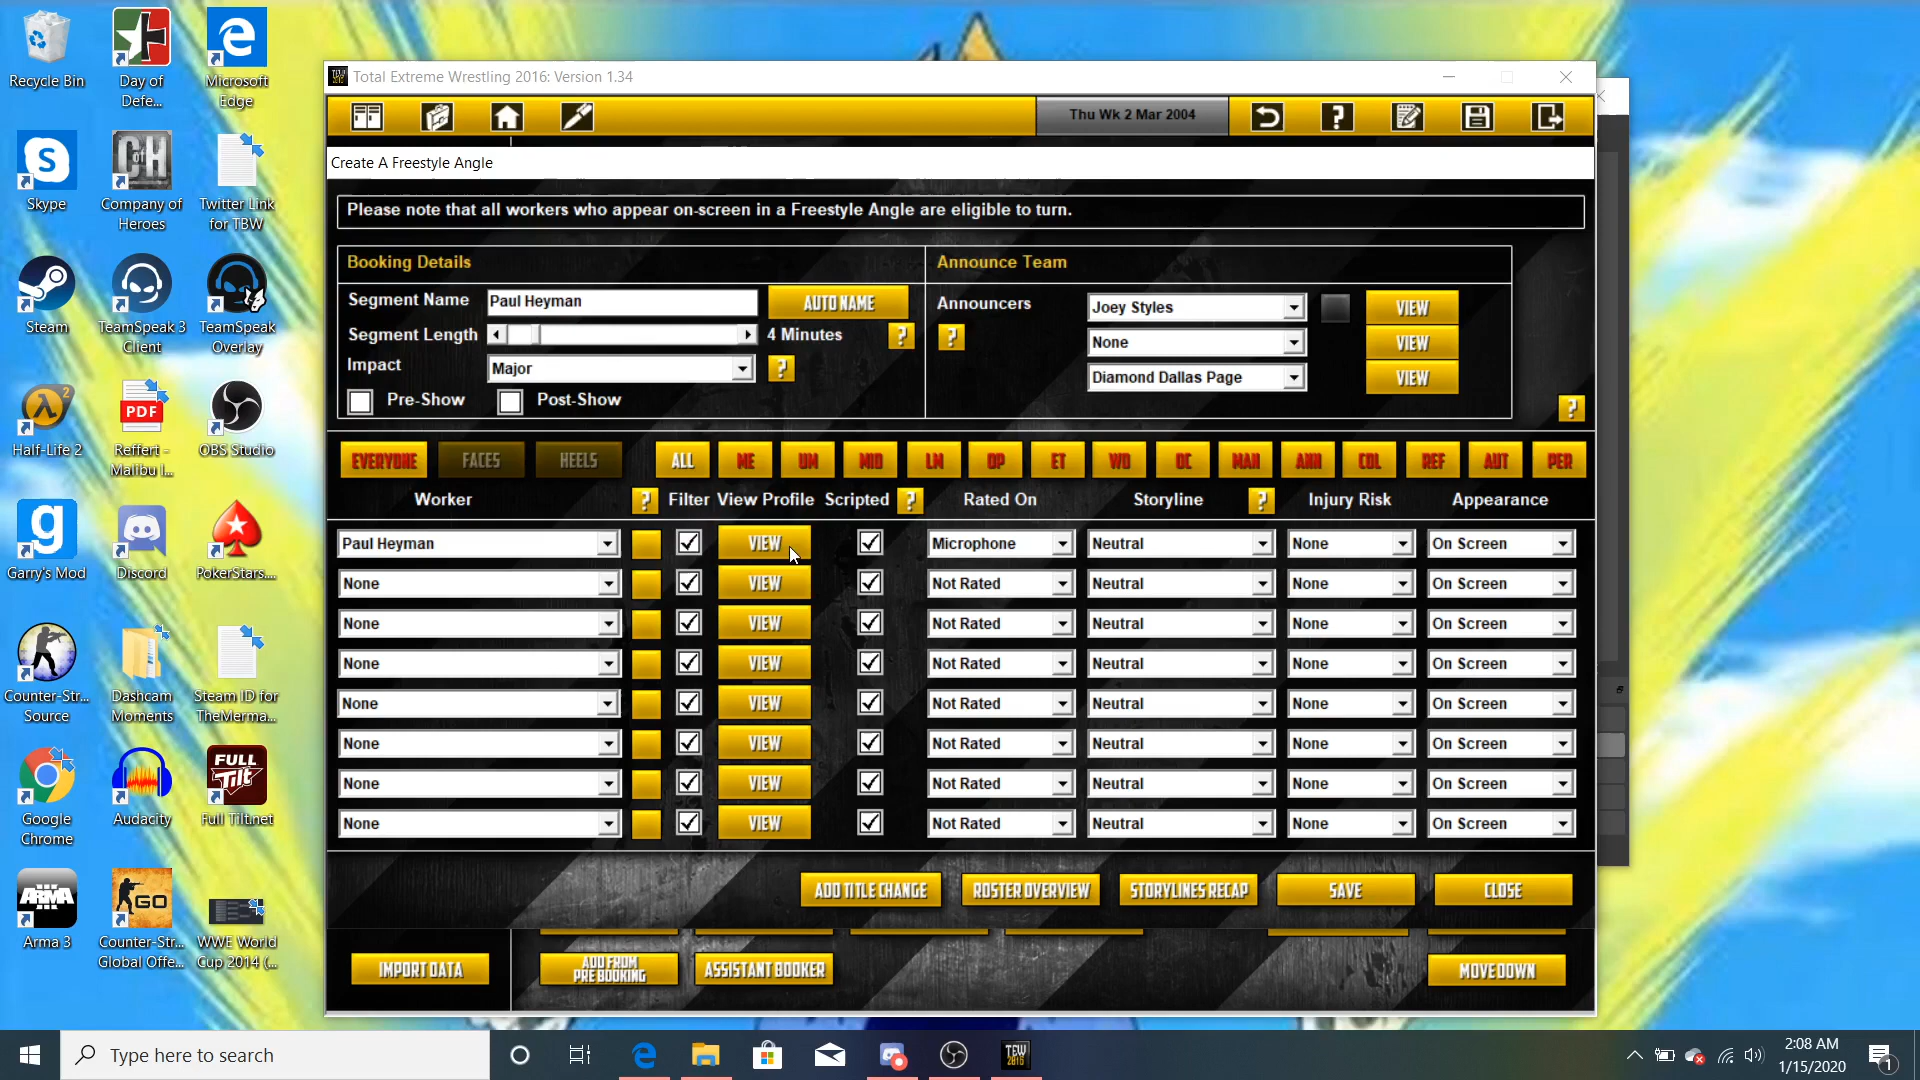 Recycle Bin
Day of
Defe...
Microsoft
Edge
Skype
Company of
Heroes
Twitter Link
for TBW
Steam
TeamSpeak 3
Client
TeamSpeak
Overlay
Half-Life 2
PDF
Reffert -
Malibu l...
OBS Studio
Garry's Mod
Discord
PokerStars....
Counter-Str...
Source
Dashcam
Moments
Steam ID for
TheMerma...
Google
Chrome
Audacity
FULL
Tilt
Full Tilt.net
ARMA
Arma 3
GO
Counter-Str...
Global Offe...
WWE World
Cup 2014 (...
Total Extreme Wrestling 2016: Version 1.34
Thu Wk 2 Mar 2004
Create A Freestyle Angle
Please note that all workers who appear on-screen in a Freestyle Angle are eligible to turn.
Booking Details
Announce Team
Segment Name Paul Heyman AUTO NAME
Announcers Joey Styles VIEW
Segment Length 4 Minutes ?
? None VIEW
Impact Major ?
Diamond Dallas Page VIEW
Pre-Show Post-Show ?
EVERYONE FACES HEELS ALL ME UM MID LM OP ET WO OC MAN ANN COL REF AUT PER
Worker ? Filter View Profile Scripted ? Rated On Storyline ? Injury Risk Appearance
Paul Heyman VIEW Microphone Neutral None On Screen
None VIEW Not Rated Neutral None On Screen
None VIEW Not Rated Neutral None On Screen
None VIEW Not Rated Neutral None On Screen
None VIEW Not Rated Neutral None On Screen
None VIEW Not Rated Neutral None On Screen
None VIEW Not Rated Neutral None On Screen
None VIEW Not Rated Neutral None On Screen
ADD TITLE CHANGE ROSTER OVERVIEW STORYLINES RECAP SAVE CLOSE
IMPORT DATA ADD FROM
PRE BOOKING ASSISTANT BOOKER MOVE DOWN
Type here to search
TEW
2016
2:08 AM
1/15/2020
1